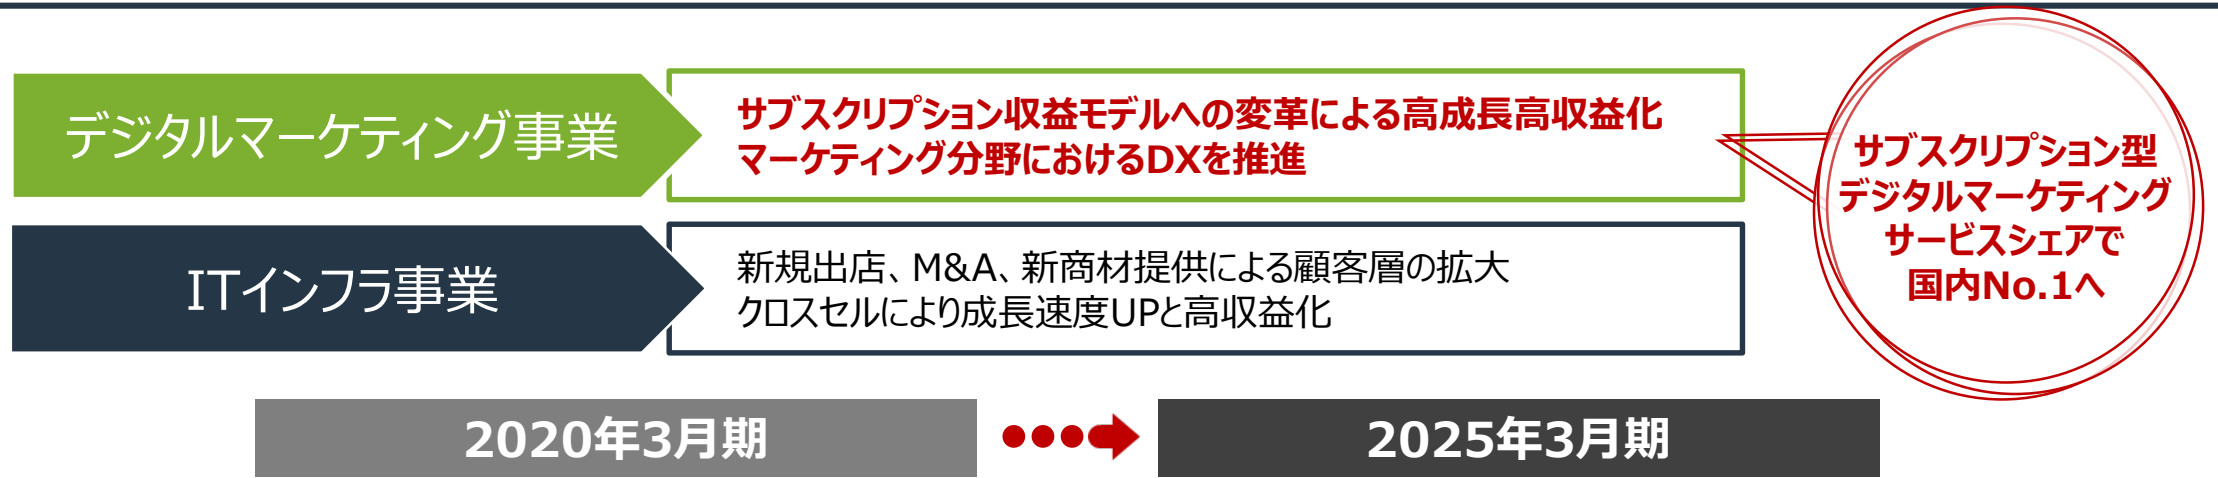 デジタルマーケティング事業
サブスクリプション収益モデルへの変革による高成長高収益化
マーケティング分野におけるDXを推進
サブスクリプション型
デジタルマーケティング
サービスシェアで
国内No.1へ
ITインフラ事業
新規出店、M&A、新商材提供による顧客層の拡大
クロスセルにより成長速度UPと高収益化
2020年3月期
2025年3月期